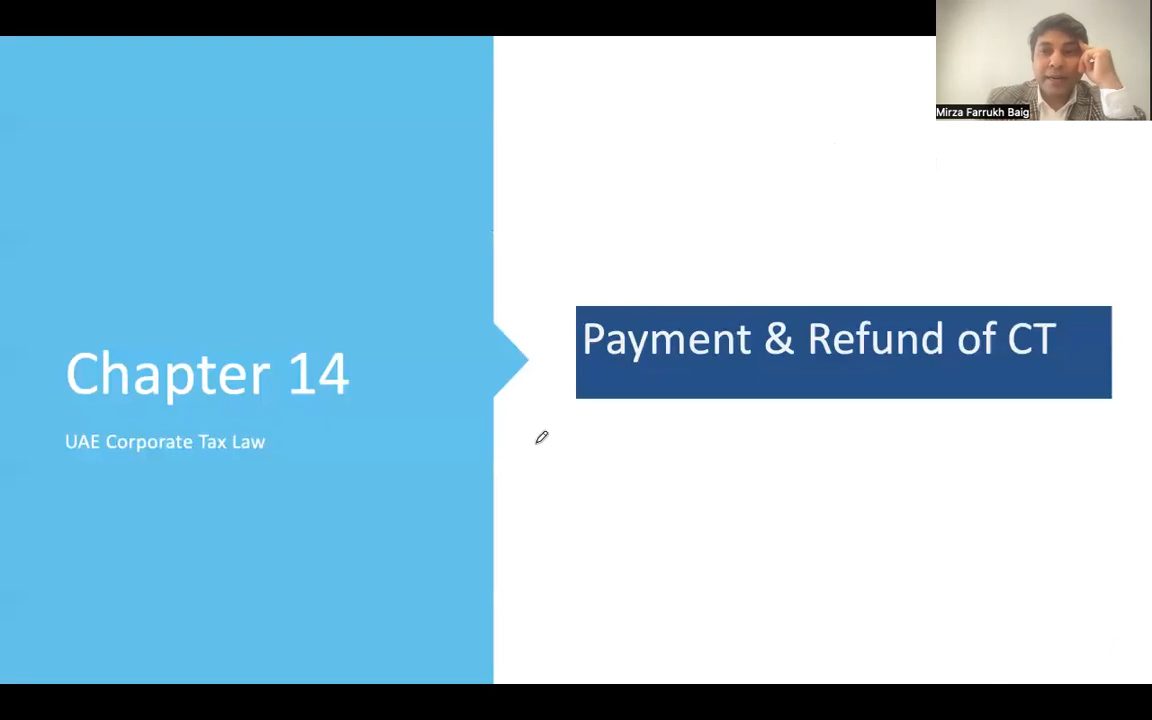 Mirza Farrukh Baig
Chapter 14
UAE Corporate Tax Law
Payment & Refund of CT